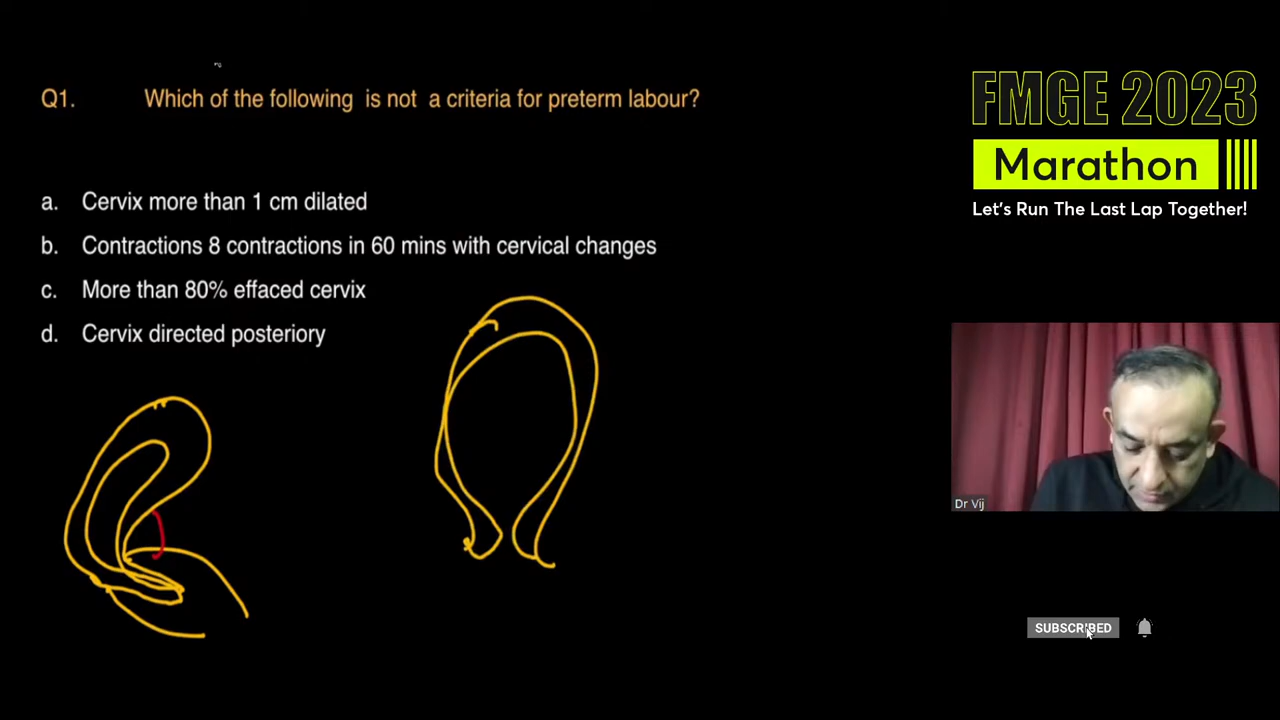 Q1. Which of the following is not a criteria for preterm labour?
a. Cervix more than 1 cm dilated
b. Contractions 8 contractions in 60 mins with cervical changes
c. More than 80% effaced cervix
d. Cervix directed posteriory
FMGE 2023
Marathon
Let's Run The Last Lap Together!
Dr Vij
SUBSCRIBED